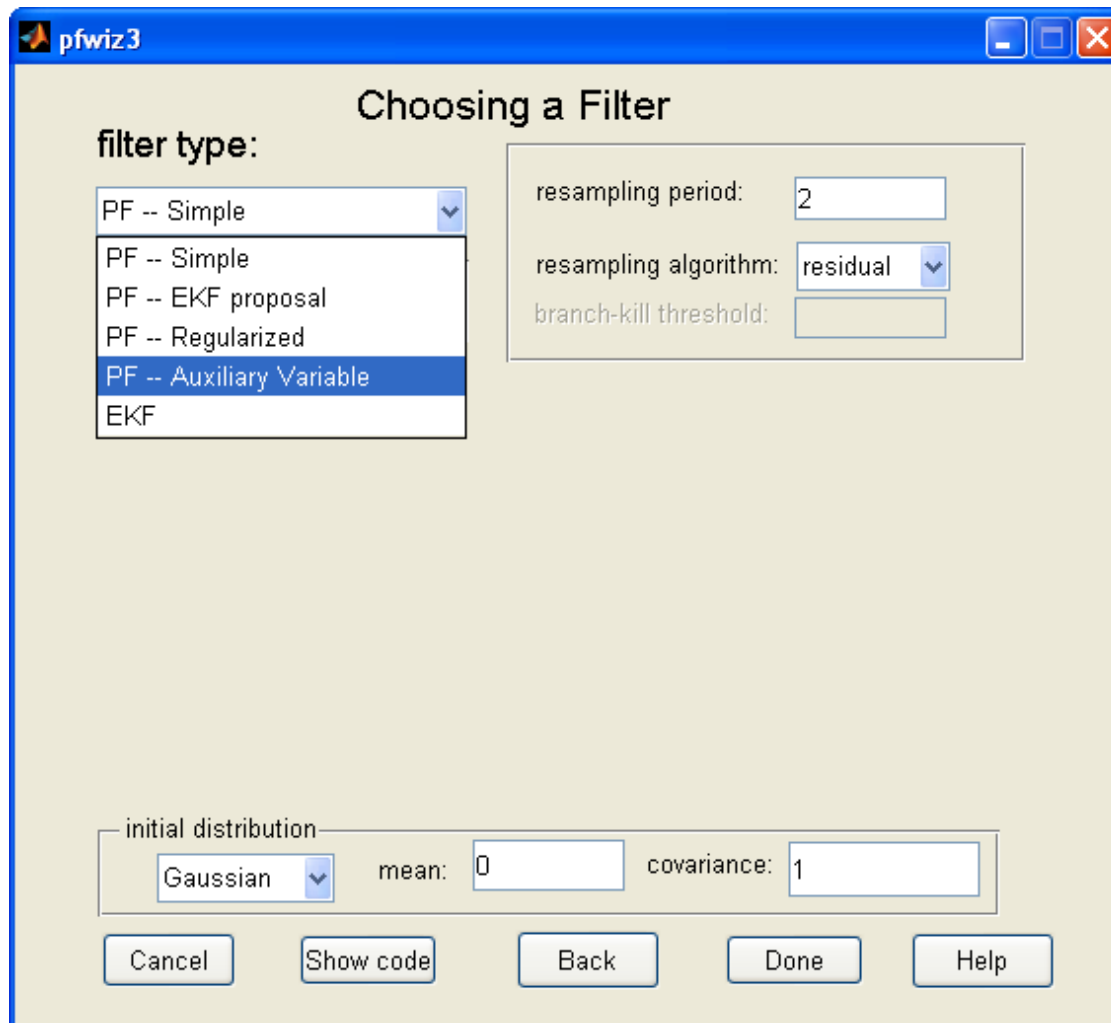 pfwiz3
Choosing a Filter
filter type:
PF -- Simple
PF -- Simple
PF -- EKF proposal
PF -- Regularized
PF -- Auxiliary Variable
EKF
resampling period: 2
resampling algorithm: residual
branch-kill threshold:
initial distribution
Gaussian mean: 0 covariance: 1
Cancel Show code Back Done Help